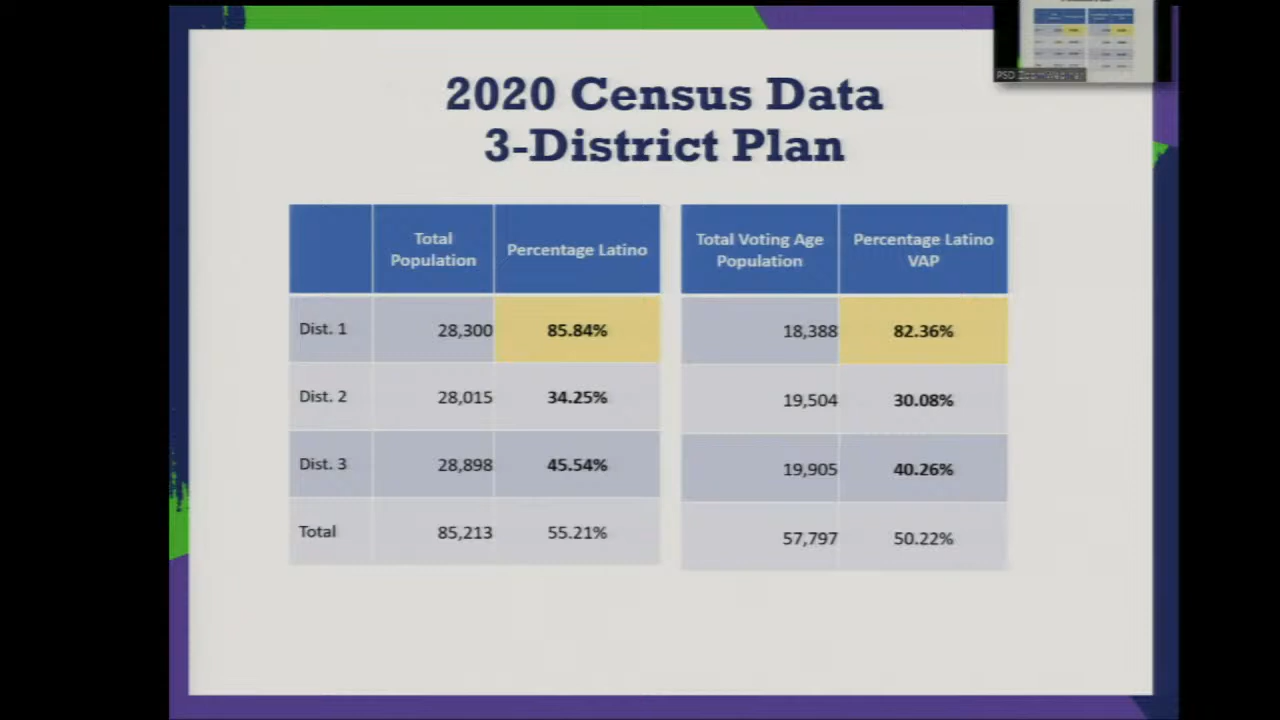 2020 Census Data
3-District Plan
Total Population
Percentage Latino
Total Voting Age Population
Percentage Latino VAP
Dist. 1 28,300 85.84% 18,388 82.36%
Dist. 2 28,015 34.25% 19,504 30.08%
Dist. 3 28,898 45.54% 19,905 40.26%
Total 85,213 55.21% 57,797 50.22%
PSD